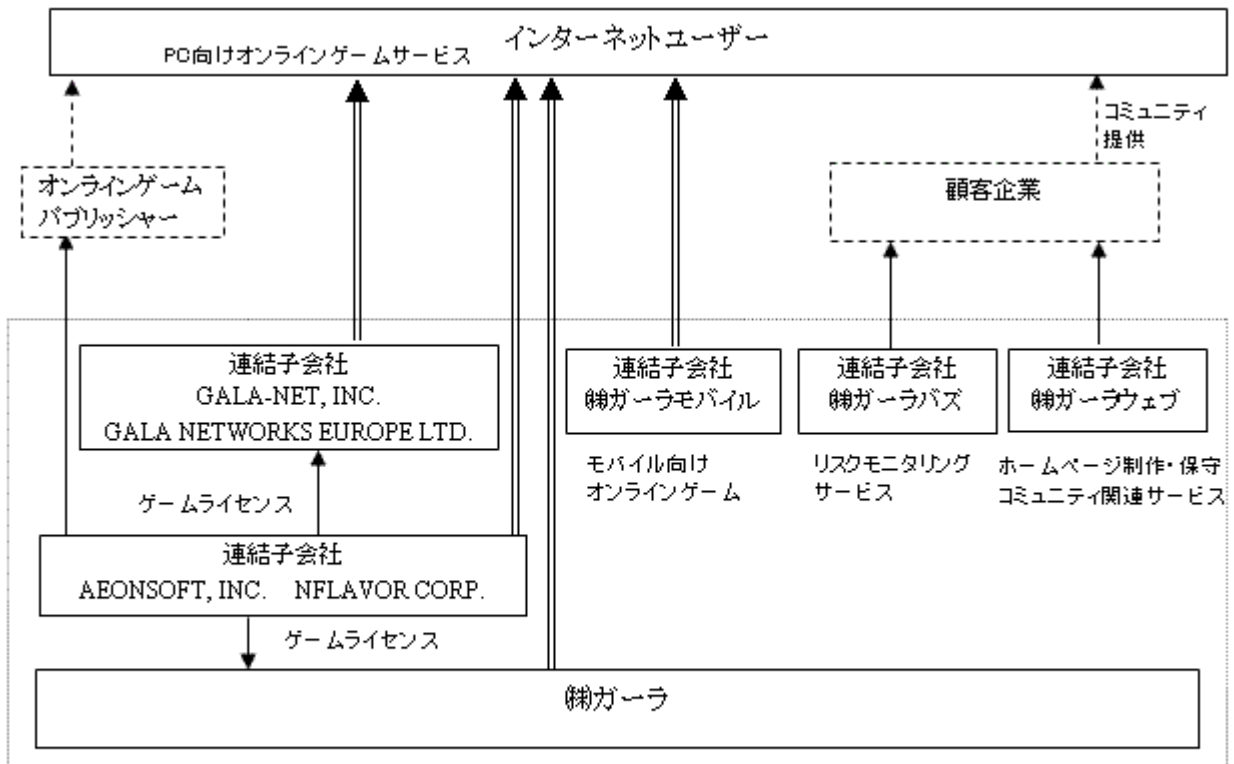 インターネットユーザー
PC向けオンラインゲームサービス
コミュニティ
提供
オンラインゲーム
パブリッシャー
顧客企業
連結子会社
GALA-NET, INC.
GALA NETWORKS EUROPE LTD.
連結子会社
㈱ガーラモバイル
連結子会社
㈱ガーラバズ
連結子会社
㈱ガーラウェブ
モバイル向け
オンラインゲーム
リスクモニタリング
サービス
ホームページ制作・保守
コミュニティ関連サービス
ゲームライセンス
連結子会社
AEONSOFT, INC. NFLAVOR CORP.
ゲームライセンス
㈱ガーラ